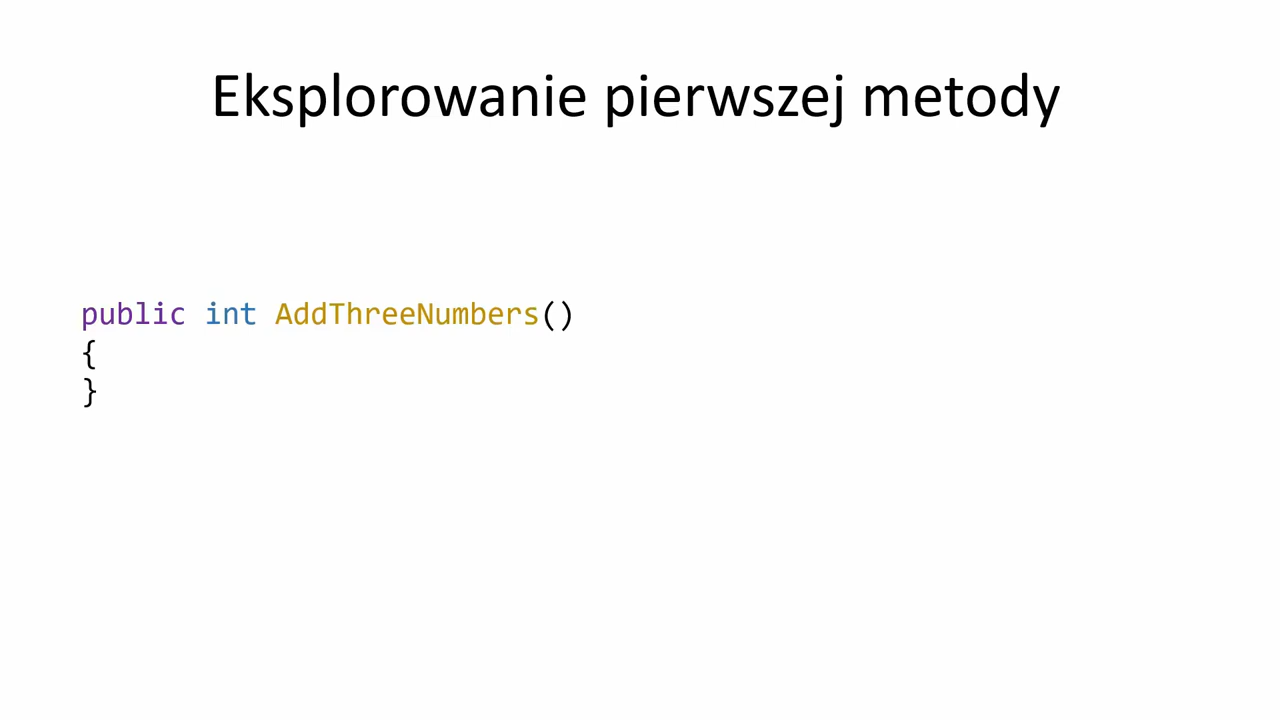 Eksplorowanie pierwszej metody
public int AddThreeNumbers()
{
}